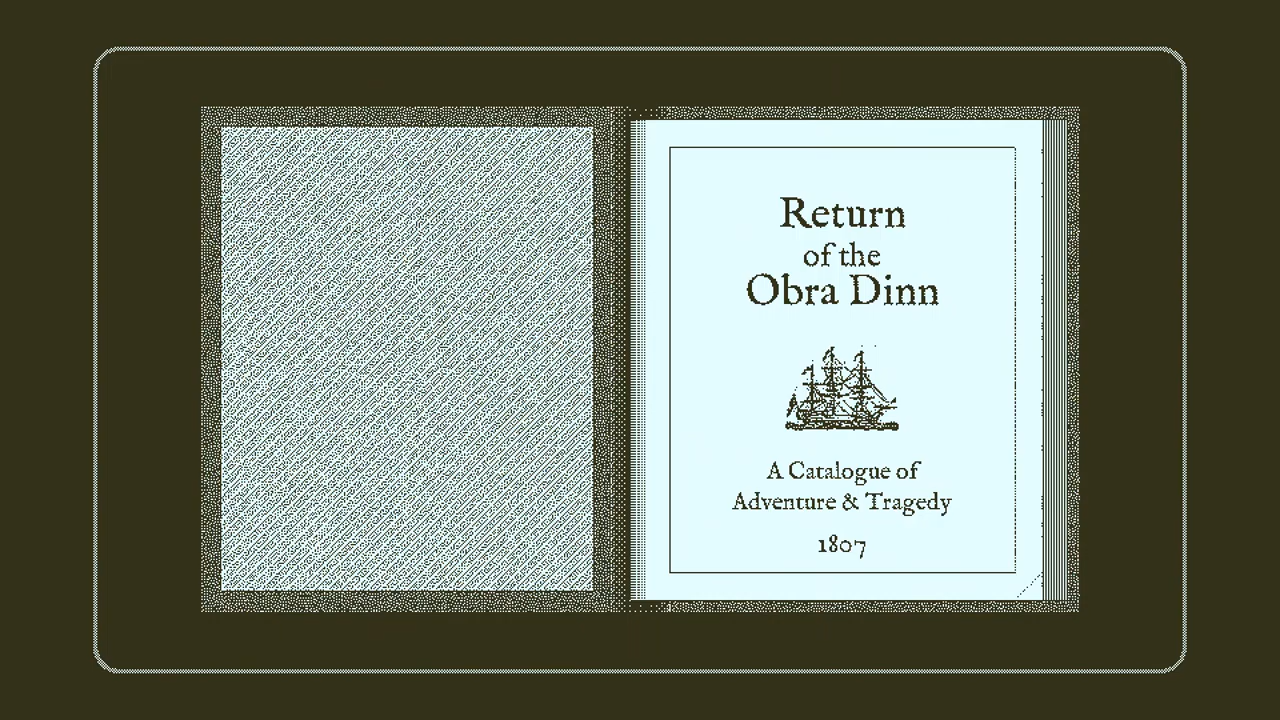 Return
of the
Obra Dinn
A Catalogue of
Adventure & Tragedy
1807